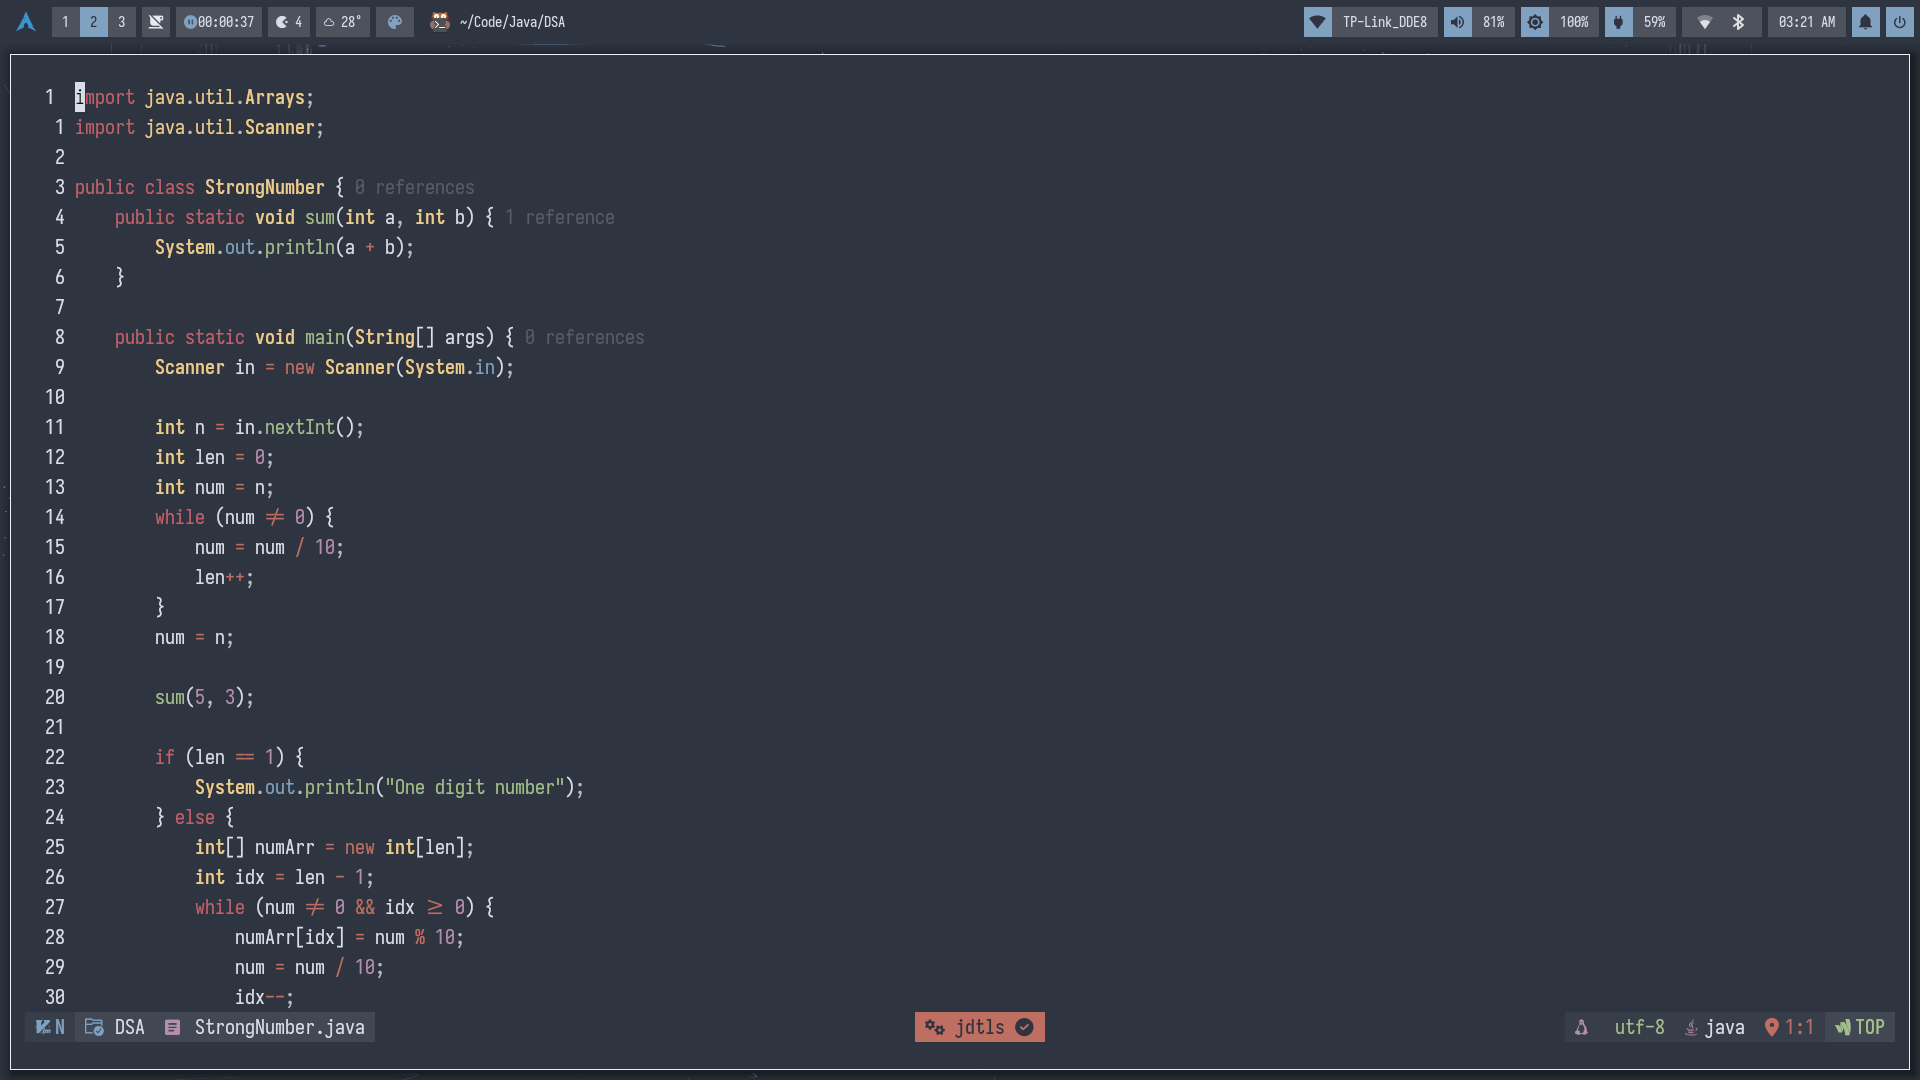 1 2 3 00:00:37 4 28° ~/Code/Java/DSA TP-Link_DDE8 81% 100% 59% 03:21 AM
1 import java.util.Arrays;
1 import java.util.Scanner;
2
3 public class StrongNumber { 0 references
4     public static void sum(int a, int b) { 1 reference
5         System.out.println(a + b);
6     }
7
8     public static void main(String[] args) { 0 references
9         Scanner in = new Scanner(System.in);
10
11         int n = in.nextInt();
12         int len = 0;
13         int num = n;
14         while (num ≠ 0) {
15             num = num / 10;
16             len++;
17         }
18         num = n;
19
20         sum(5, 3);
21
22         if (len == 1) {
23             System.out.println("One digit number");
24         } else {
25             int[] numArr = new int[len];
26             int idx = len - 1;
27             while (num ≠ 0 && idx ≥ 0) {
28                 numArr[idx] = num % 10;
29                 num = num / 10;
30                 idx--;
N DSA StrongNumber.java jdtls utf-8 java 1:1 TOP